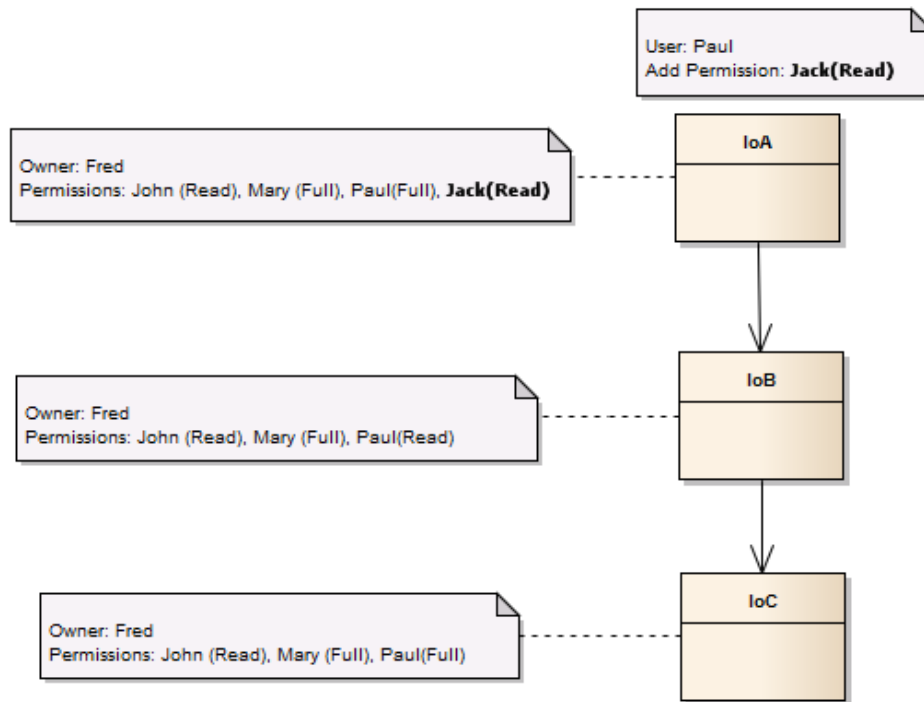 User: Paul
Add Permission: Jack(Read)
IoA
Owner: Fred
Permissions: John (Read), Mary (Full), Paul(Full), Jack(Read)
IoB
Owner: Fred
Permissions: John (Read), Mary (Full), Paul(Read)
IoC
Owner: Fred
Permissions: John (Read), Mary (Full), Paul(Full)